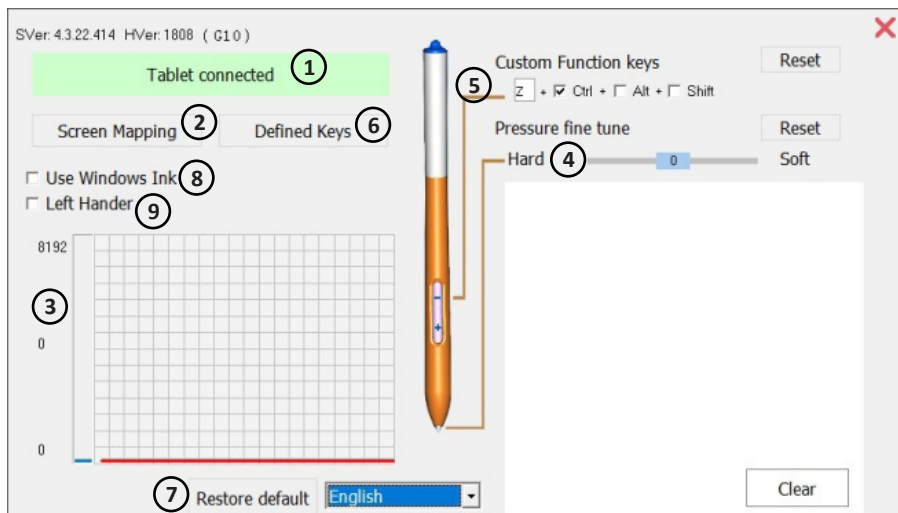 SVer: 4.3.22.414 HVer: 1808 ( G10 )
Tablet connected 1
Screen Mapping 2 Defined Keys 6
Use Windows Ink 8
Left Hander 9
8192
3
0
0
7 Restore default English
Custom Function keys Reset
5 Z + Ctrl + Alt + Shift
Pressure fine tune Reset
Hard 4 0 Soft
- 
+
Clear